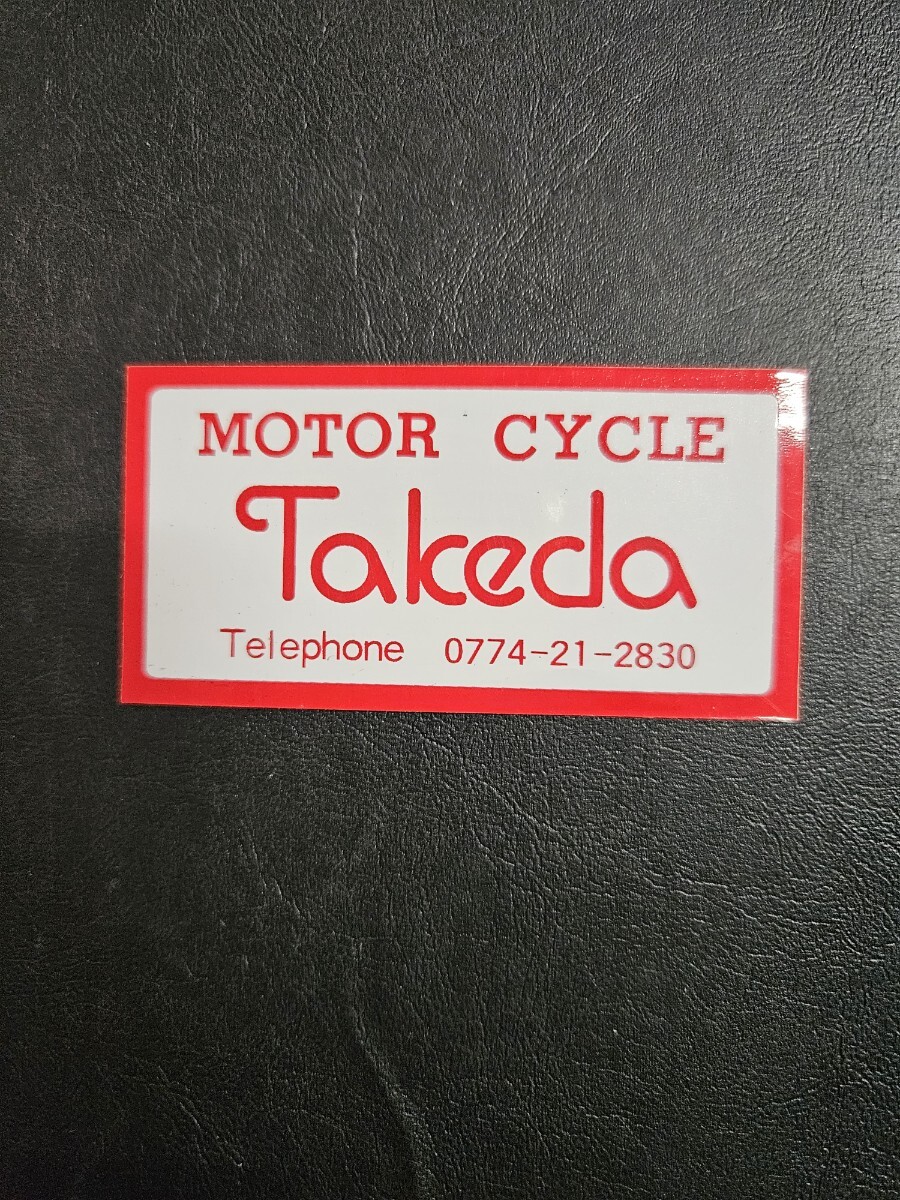 MOTOR CYCLE
Takeda
Telephone 0774-21-2830